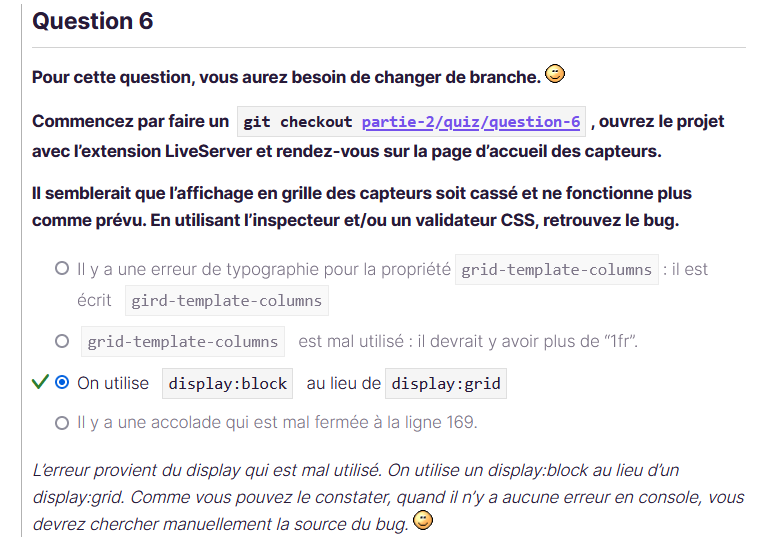 Question 6
Pour cette question, vous aurez besoin de changer de branche.
Commencez par faire un git checkout partie-2/quiz/question-6 , ouvrez le projet
avec l’extension LiveServer et rendez-vous sur la page d’accueil des capteurs.
Il semblerait que l’affichage en grille des capteurs soit cassé et ne fonctionne plus
comme prévu. En utilisant l’inspecteur et/ou un validateur CSS, retrouvez le bug.
Il y a une erreur de typographie pour la propriété grid-template-columns : il est
écrit gird-template-columns
grid-template-columns est mal utilisé : il devrait y avoir plus de “1fr”.
On utilise display:block au lieu de display:grid
Il y a une accolade qui est mal fermée à la ligne 169.
L’erreur provient du display qui est mal utilisé. On utilise un display:block au lieu d’un
display:grid. Comme vous pouvez le constater, quand il n’y a aucune erreur en console, vous
devrez chercher manuellement la source du bug.